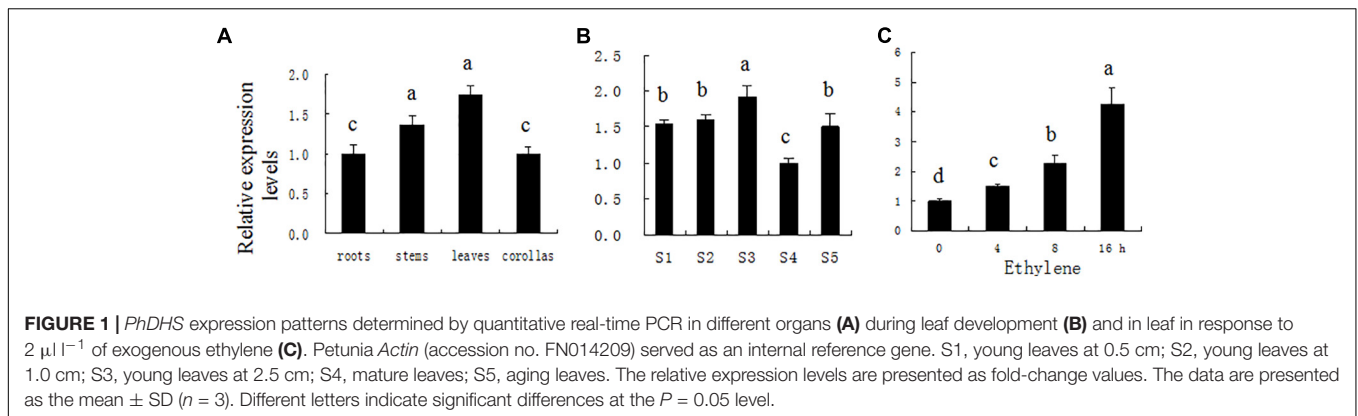 A
B
C
Relative expression
levels
2.0
1.5
1.0
0.5
0.0
c
a
a
c
roots stems leaves corollas
2.5
2.0
1.5
1.0
0.5
0.0
b
b
a
c
b
S1 S2 S3 S4 S5
6
5
4
3
2
1
0
d
c
b
a
0 4 8 16 h
Ethylene
FIGURE 1 | PhDHS expression patterns determined by quantitative real-time PCR in different organs (A) during leaf development (B) and in leaf in response to
2 μl l⁻¹ of exogenous ethylene (C). Petunia Actin (accession no. FN014209) served as an internal reference gene. S1, young leaves at 0.5 cm; S2, young leaves at
1.0 cm; S3, young leaves at 2.5 cm; S4, mature leaves; S5, aging leaves. The relative expression levels are presented as fold-change values. The data are presented
as the mean ± SD (n = 3). Different letters indicate significant differences at the P = 0.05 level.